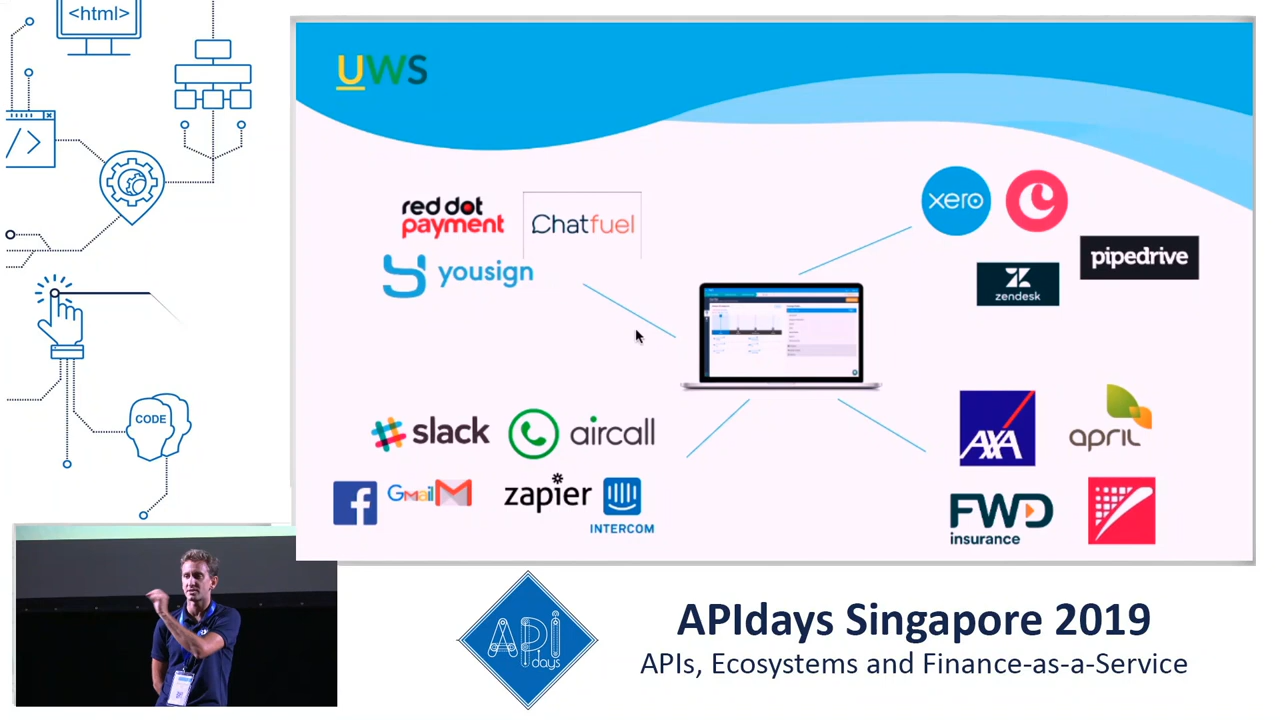 <html>
UWS
red dot
payment
Chatfuel
yousign
xero
zendesk
pipedrive
</>
CODE
slack
aircall
Gmail
zapier
INTERCOM
AXA
april
FWD
insurance
API
days
APIdays Singapore 2019
APIs, Ecosystems and Finance-as-a-Service